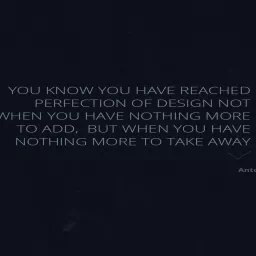 YOU KNOW YOU HAVE REACHED
PERFECTION OF DESIGN NOT
WHEN YOU HAVE NOTHING MORE
TO ADD, BUT WHEN YOU HAVE
NOTHING MORE TO TAKE AWAY
Anto